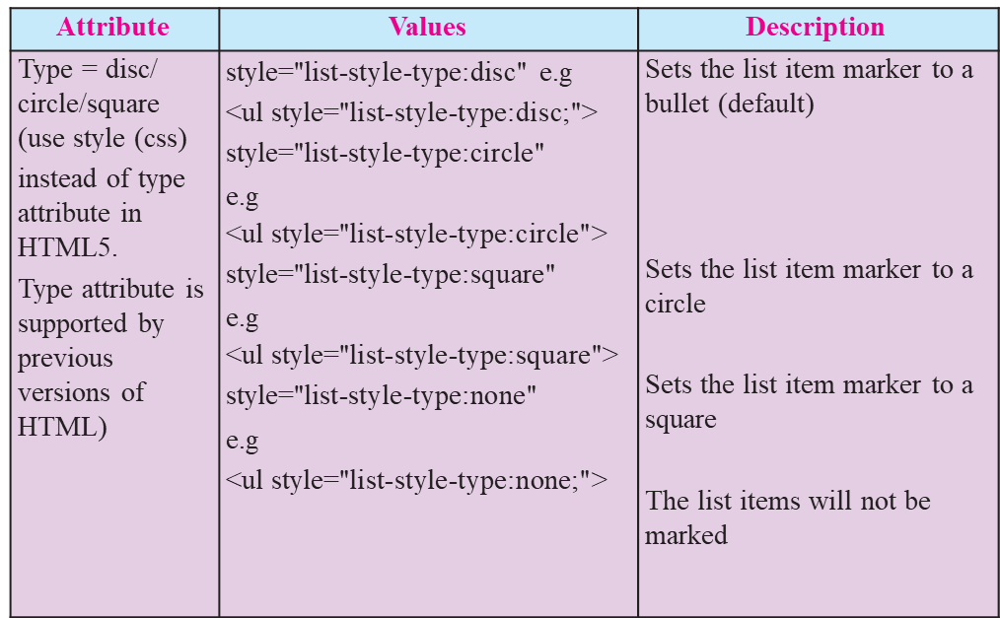 Attribute
Values
Description
Type = disc/
circle/square
(use style (css)
instead of type
attribute in
HTML5.
Type attribute is
supported by
previous
versions of
HTML)
style="list-style-type:disc" e.g
<ul style="list-style-type:disc;">
style="list-style-type:circle"
e.g
<ul style="list-style-type:circle">
style="list-style-type:square"
e.g
<ul style="list-style-type:square">
style="list-style-type:none"
e.g
<ul style="list-style-type:none;">
Sets the list item marker to a
bullet (default)
Sets the list item marker to a
circle
Sets the list item marker to a
square
The list items will not be
marked